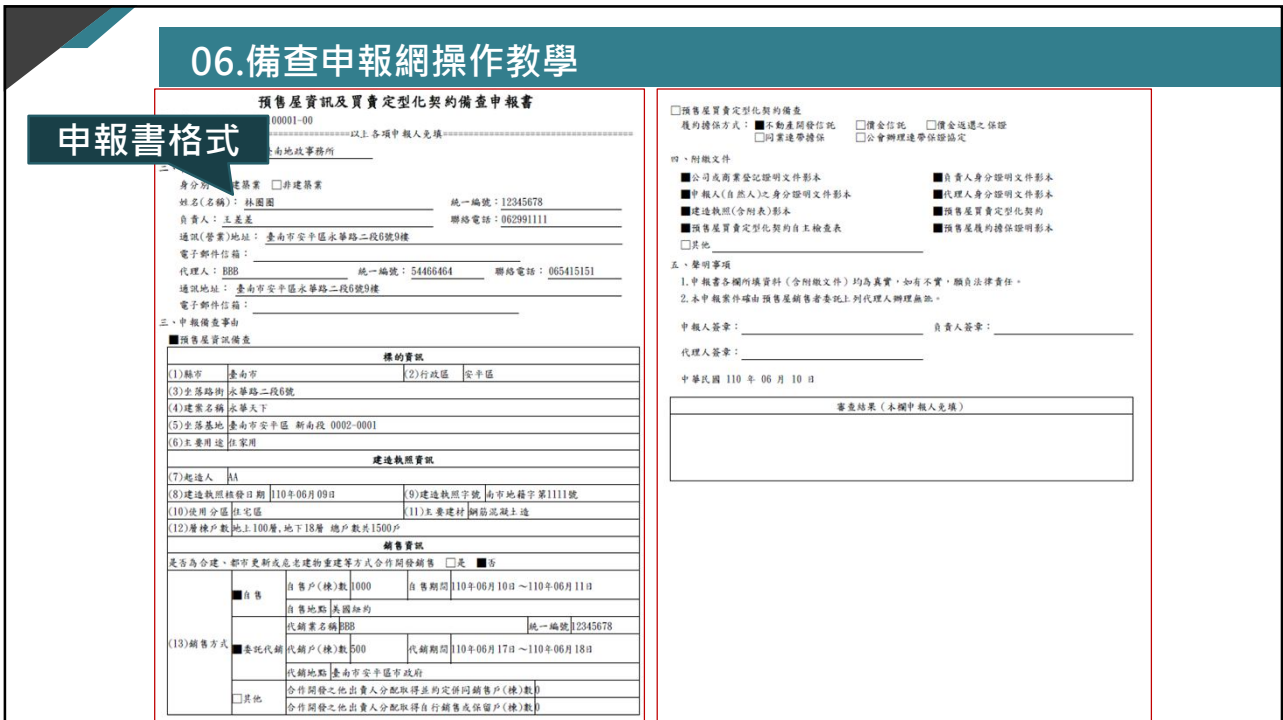 06.備查申報網操作教學
申報書格式
預售屋資訊及買賣定型化契約備查申報書
00001-00
以上各項申報人免填
臺南地政事務所
身分別 建築業 □非建築業
姓名(名稱)： 林圈圈 統一編號：12345678
負責人：王差差 聯絡電話：062991111
通訊(營業)地址： 臺南市安平區永華路二段6號9樓
電子郵件信箱：
代理人：BBB 統一編號：54466464 聯絡電話：065415151
通訊地址： 臺南市安平區永華路二段6號9樓
電子郵件信箱：
三、申報備查事由
■預售屋資訊備查
標的資訊
(1)縣市 臺南市 (2)行政區 安平區
(3)坐落路街 永華路二段6號
(4)建案名稱 永華天下
(5)坐落基地 臺南市安平區 新南段 0002-0001
(6)主要用途 住家用
建造執照資訊
(7)起造人 AA
(8)建造執照核發日期 110年06月09日 (9)建造執照字號 南市地籍字第1111號
(10)使用分區 住宅區 (11)主要建材 鋼筋混凝土造
(12)層棟戶數 地上100層,地下18層 總戶數共1500戶
銷售資訊
是否為合建、都市更新或危老建物重建等方式合作開發銷售 □是 ■否
(13)銷售方式
■自售
自售戶(棟)數 1000 自售期間 110年06月10日～110年06月11日
自售地點 美國紐約
■委託代銷
代銷業名稱 BBB 統一編號 12345678
代銷戶(棟)數 500 代銷期間 110年06月17日～110年06月18日
代銷地點 臺南市安平區市政府
□其他
合作開發之他出資人分配取得並約定併同銷售戶(棟)數 0
合作開發之他出資人分配取得自行銷售或保留戶(棟)數 0
□預售屋買賣定型化契約備查
履約擔保方式：■不動產開發信託 □價金信託 □價金返還之保證
□同業連帶擔保 □公會辦理連帶保證協定
四、附繳文件
■公司或商業登記證明文件影本 ■負責人身分證明文件影本
■申報人(自然人)之身分證明文件影本 ■代理人身分證明文件影本
■建造執照(含附表)影本 ■預售屋買賣定型化契約
■預售屋買賣定型化契約自主檢查表 ■預售屋履約擔保證明影本
□其他
五、聲明事項
1.申報書各欄所填資料（含附繳文件）均為真實，如有不實，願負法律責任。
2.本申報案件確由預售屋銷售者委託上列代理人辦理無訛。
申報人簽章： 負責人簽章：
代理人簽章：
中華民國 110 年 06 月 10 日
審查結果（本欄申報人免填）